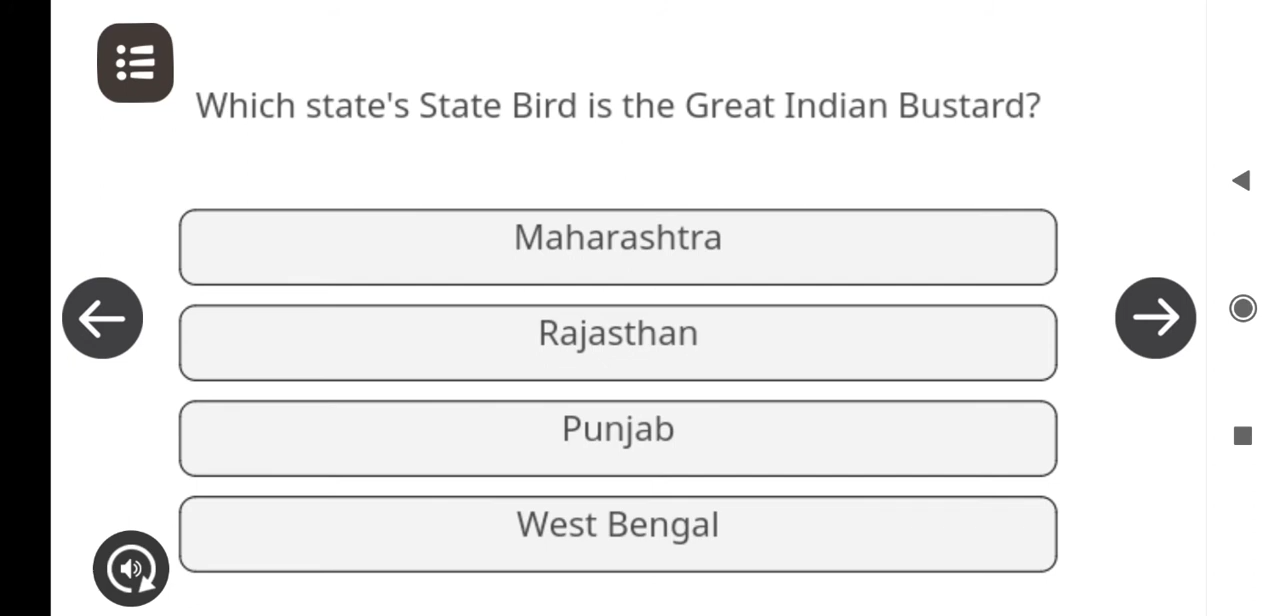 Which state's State Bird is the Great Indian Bustard?
Maharashtra
Rajasthan
Punjab
West Bengal